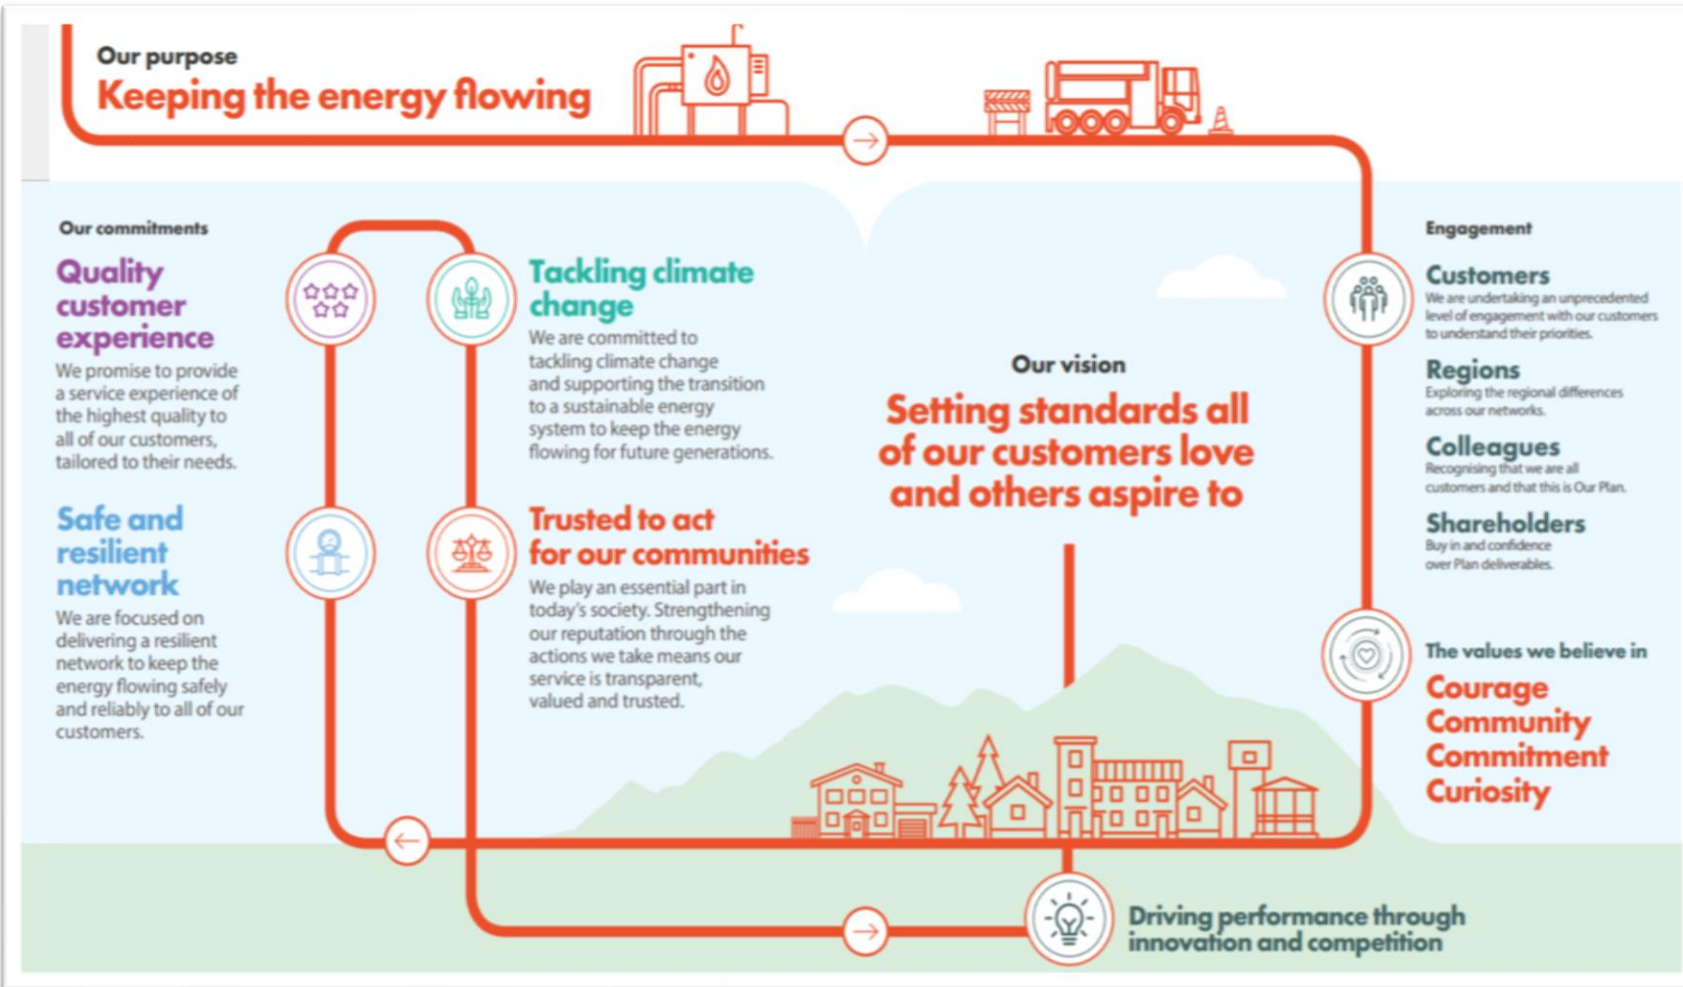 Our purpose
Keeping the energy flowing
Our commitments
Quality
customer
experience
We promise to provide
a service experience of
the highest quality to
all of our customers,
tailored to their needs.
Safe and
resilient
network
We are focused on
delivering a resilient
network to keep the
energy flowing safely
and reliably to all of our
customers.
Tackling climate
change
We are committed to
tackling climate change
and supporting the transition
to a sustainable energy
system to keep the energy
flowing for future generations.
Trusted to act
for our communities
We play an essential part in
today's society. Strengthening
our reputation through the
actions we take means our
service is transparent,
valued and trusted.
Our vision
Setting standards all
of our customers love
and others aspire to
Engagement
Customers
We are undertaking an unprecedented
level of engagement with our customers
to understand their priorities.
Regions
Exploring the regional differences
across our networks.
Colleagues
Recognising that we are all
customers and that this is Our Plan.
Shareholders
Buy in and confidence
over Plan deliverables.
The values we believe in
Courage
Community
Commitment
Curiosity
Driving performance through
innovation and competition